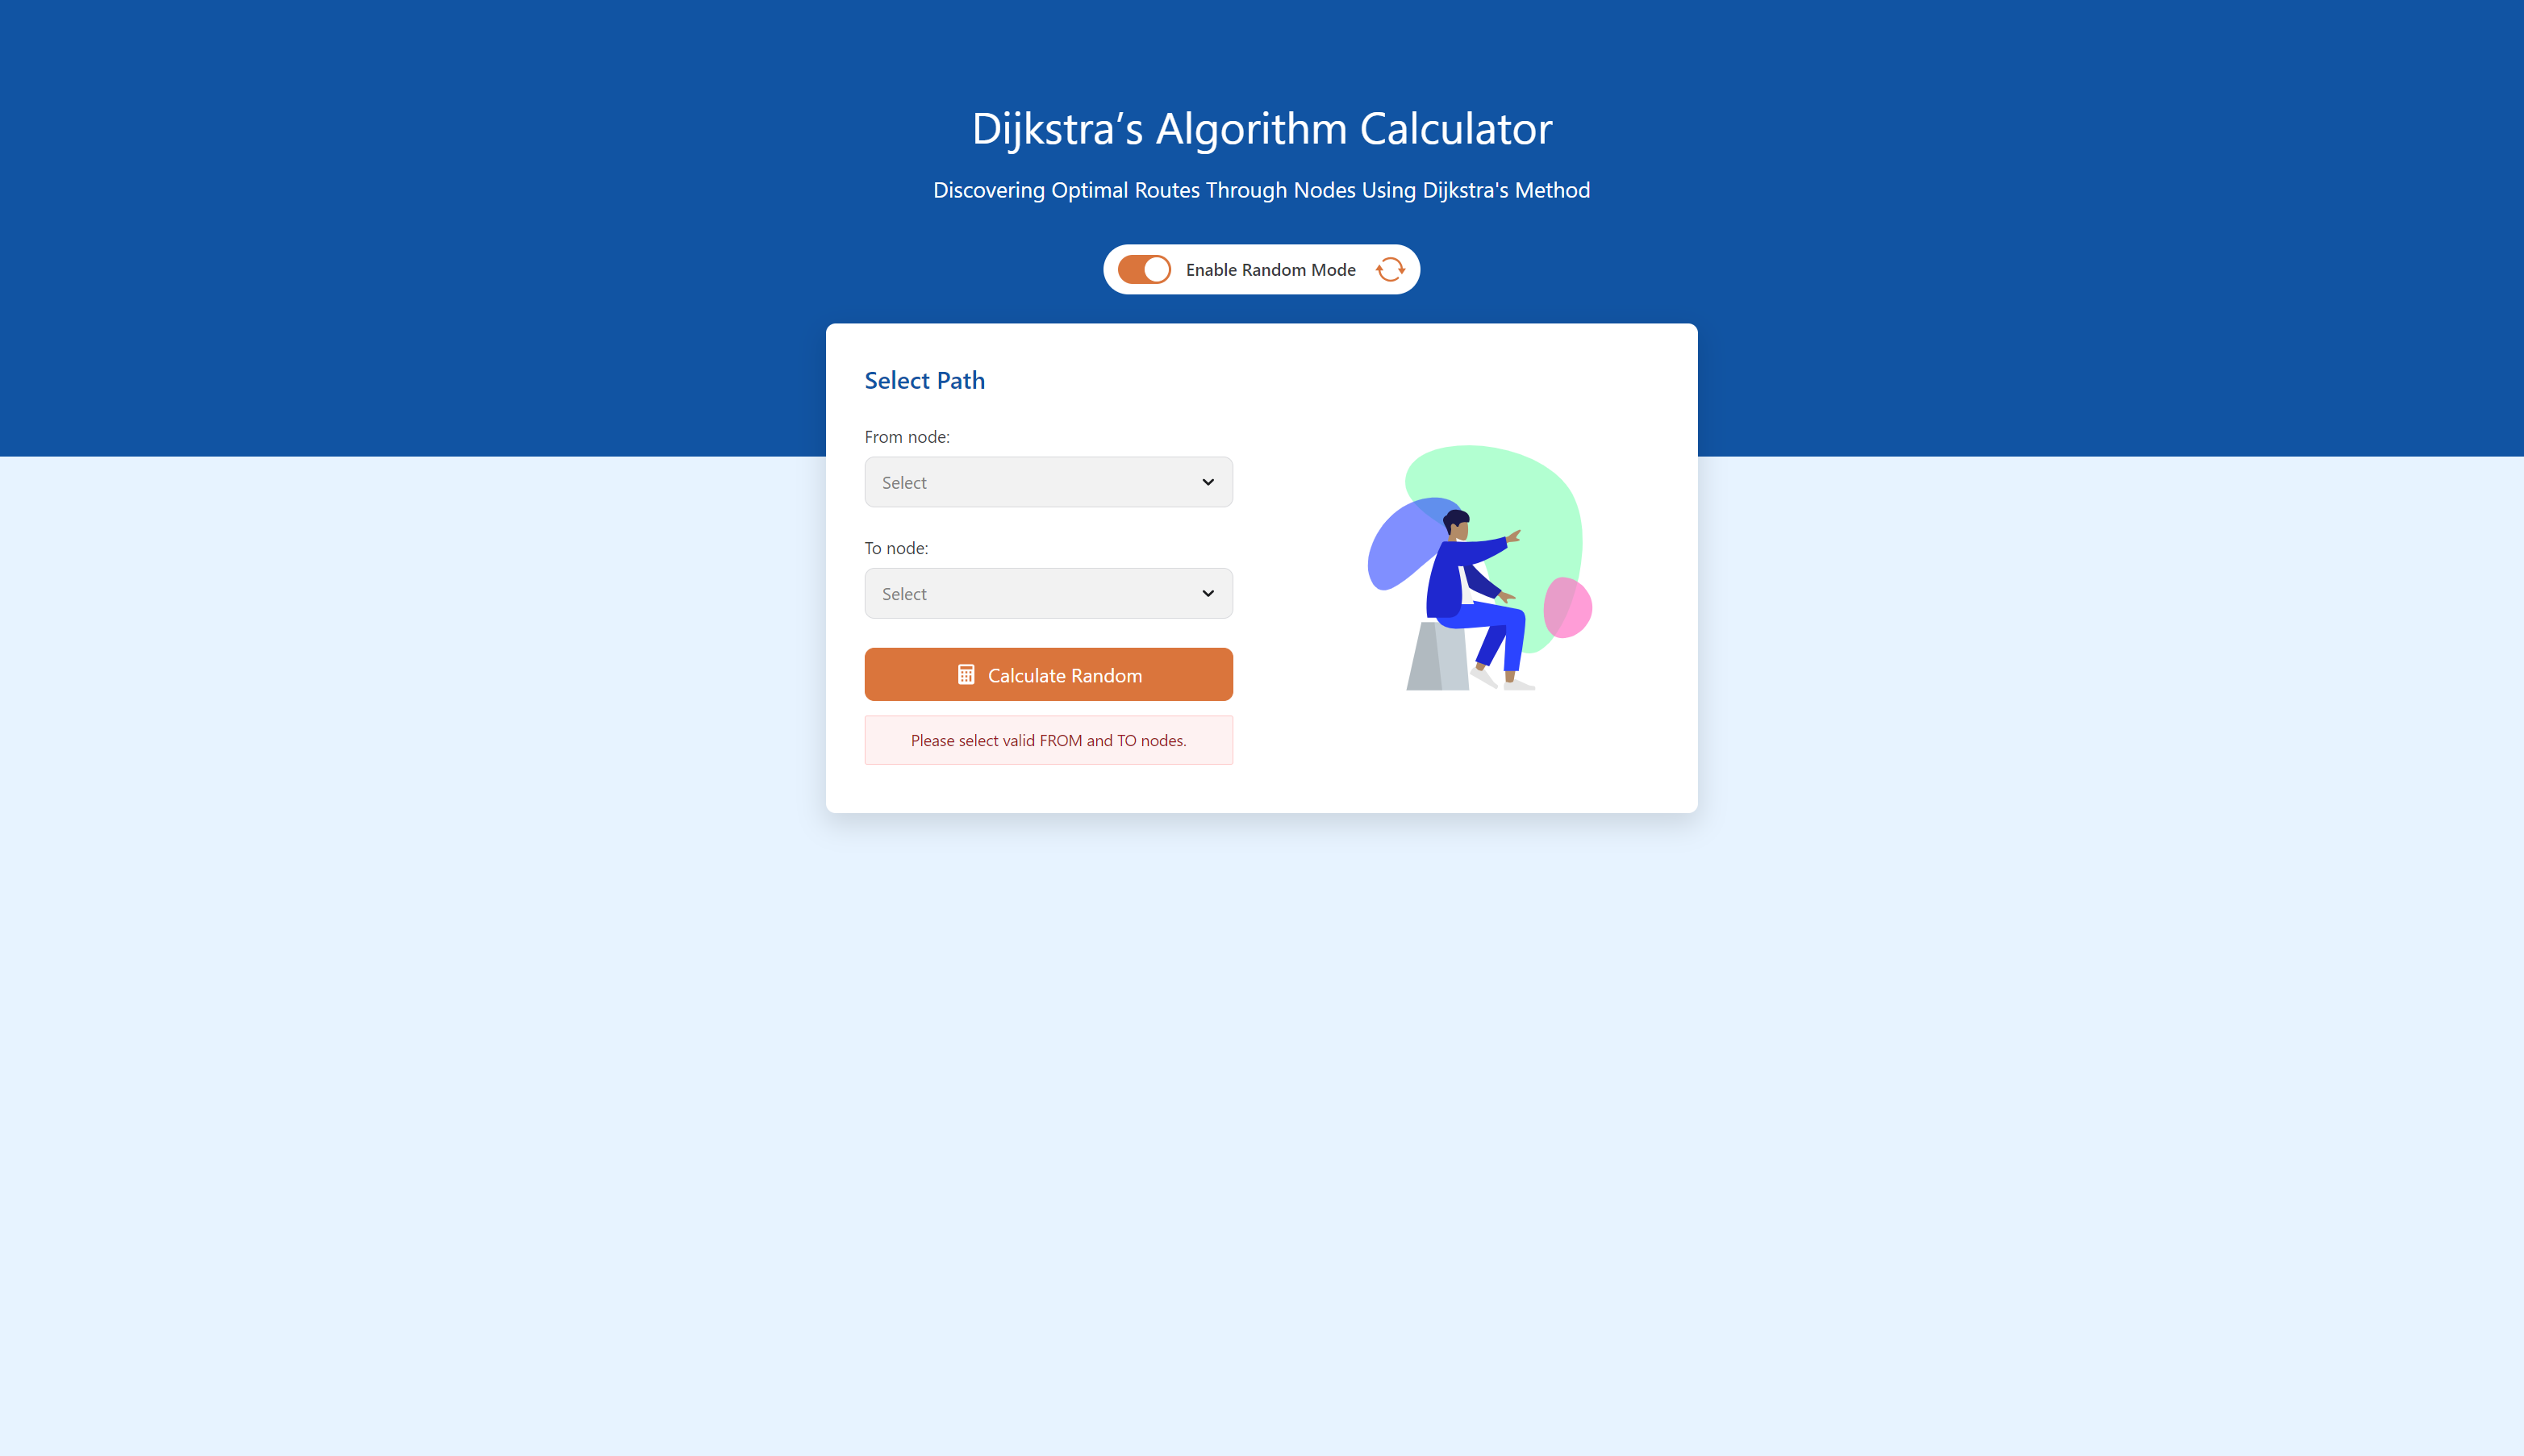 Dijkstra’s Algorithm Calculator
Discovering Optimal Routes Through Nodes Using Dijkstra's Method
Enable Random Mode
Select Path
From node:
Select
To node:
Select
Calculate Random
Please select valid FROM and TO nodes.